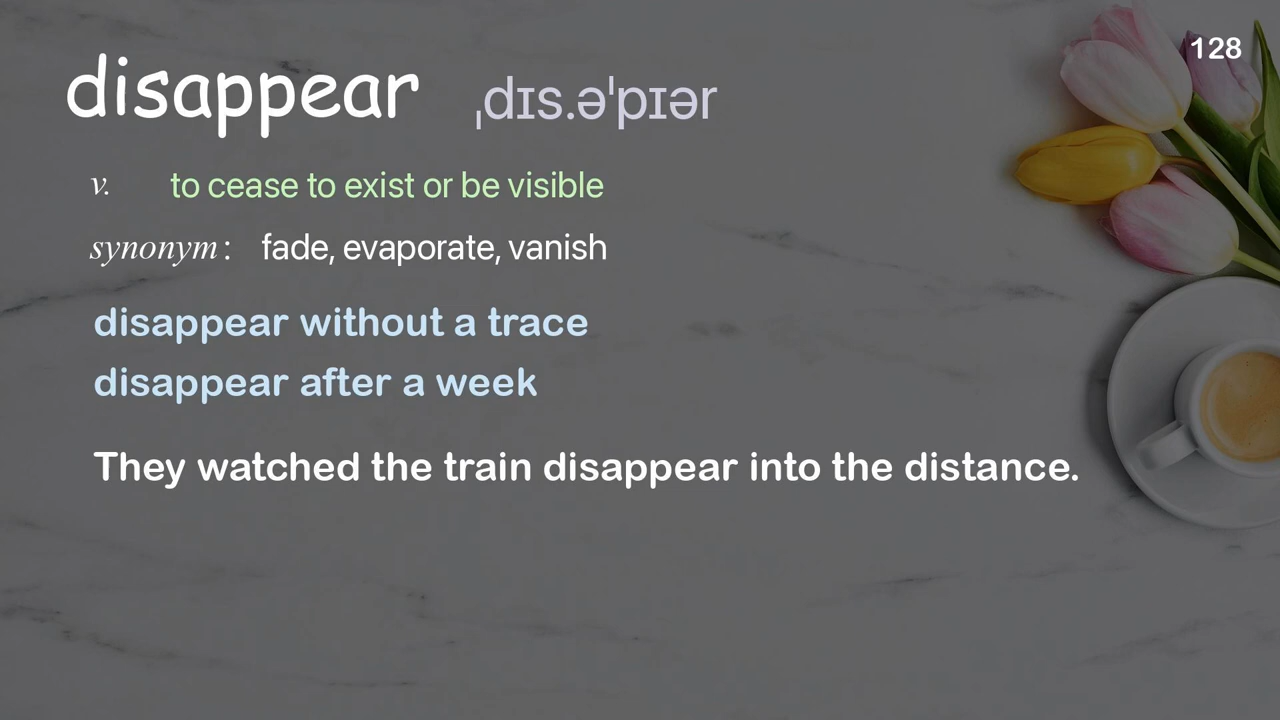 128
disappear ˌdɪs.əˈpɪər
v. to cease to exist or be visible
synonym: fade, evaporate, vanish
disappear without a trace
disappear after a week
They watched the train disappear into the distance.